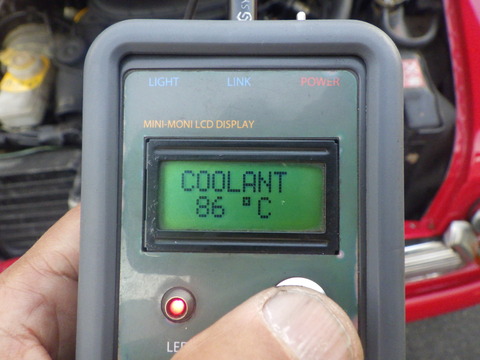 LIGHT LINK POWER
MINI-MONI LCD DISPLAY
COOLANT
86 °C